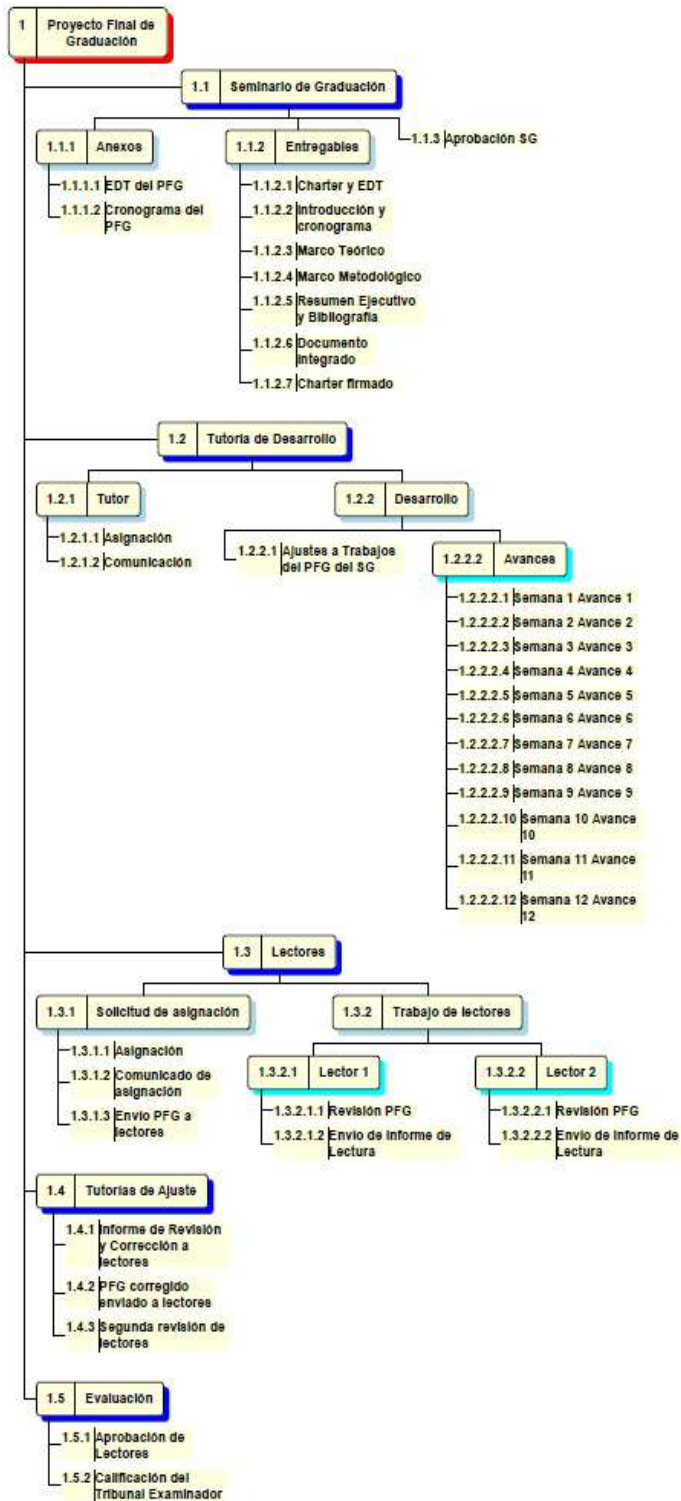 1 Proyecto Final de
Graduación
1.1 Seminario de Graduación
1.1.1 Anexos
1.1.1.1 EDT del PFG
1.1.1.2 Cronograma del
PFG
1.1.2 Entregables
1.1.2.1 Charter y EDT
1.1.2.2 Introducción y
cronograma
1.1.2.3 Marco Teórico
1.1.2.4 Marco Metodológico
1.1.2.5 Resumen Ejecutivo
y Bibliografía
1.1.2.6 Documento
Integrado
1.1.2.7 Charter firmado
1.1.3 Aprobación SG
1.2 Tutoria de Desarrollo
1.2.1 Tutor
1.2.1.1 Asignación
1.2.1.2 Comunicación
1.2.2 Desarrollo
1.2.2.1 Ajustes a Trabajos
del PFG del SG
1.2.2.2 Avances
1.2.2.2.1 Semana 1 Avance 1
1.2.2.2.2 Semana 2 Avance 2
1.2.2.2.3 Semana 3 Avance 3
1.2.2.2.4 Semana 4 Avance 4
1.2.2.2.5 Semana 5 Avance 5
1.2.2.2.6 Semana 6 Avance 6
1.2.2.2.7 Semana 7 Avance 7
1.2.2.2.8 Semana 8 Avance 8
1.2.2.2.9 Semana 9 Avance 9
1.2.2.2.10 Semana 10 Avance
10
1.2.2.2.11 Semana 11 Avance
11
1.2.2.2.12 Semana 12 Avance
12
1.3 Lectores
1.3.1 Solicitud de asignación
1.3.1.1 Asignación
1.3.1.2 Comunicado de
asignación
1.3.1.3 Envio PFG a
lectores
1.3.2 Trabajo de lectores
1.3.2.1 Lector 1
1.3.2.1.1 Revisión PFG
1.3.2.1.2 Envio de Informe de
Lectura
1.3.2.2 Lector 2
1.3.2.2.1 Revisión PFG
1.3.2.2.2 Envio de Informe de
Lectura
1.4 Tutorias de Ajuste
1.4.1 Informe de Revisión
y Corrección a
lectores
1.4.2 PFG corregido
enviado a lectores
1.4.3 Segunda revisión de
lectores
1.5 Evaluación
1.5.1 Aprobación de
Lectores
1.5.2 Calificación del
Tribunal Examinador